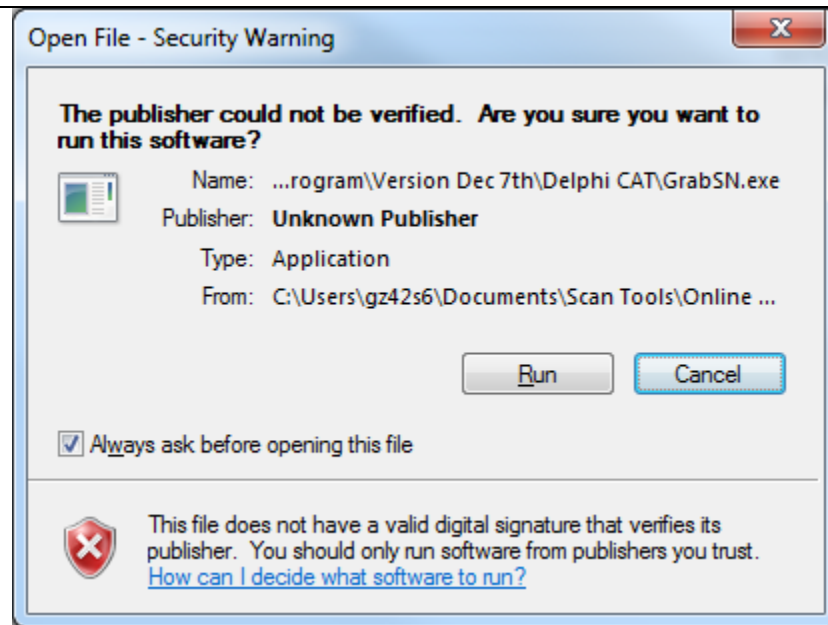 Open File - Security Warning
The publisher could not be verified.  Are you sure you want to
run this software?
Name: ...rogram\Version Dec 7th\Delphi CAT\GrabSN.exe
Publisher: Unknown Publisher
Type: Application
From: C:\Users\gz42s6\Documents\Scan Tools\Online ...
Run Cancel
Always ask before opening this file
This file does not have a valid digital signature that verifies its
publisher.  You should only run software from publishers you trust.
How can I decide what software to run?